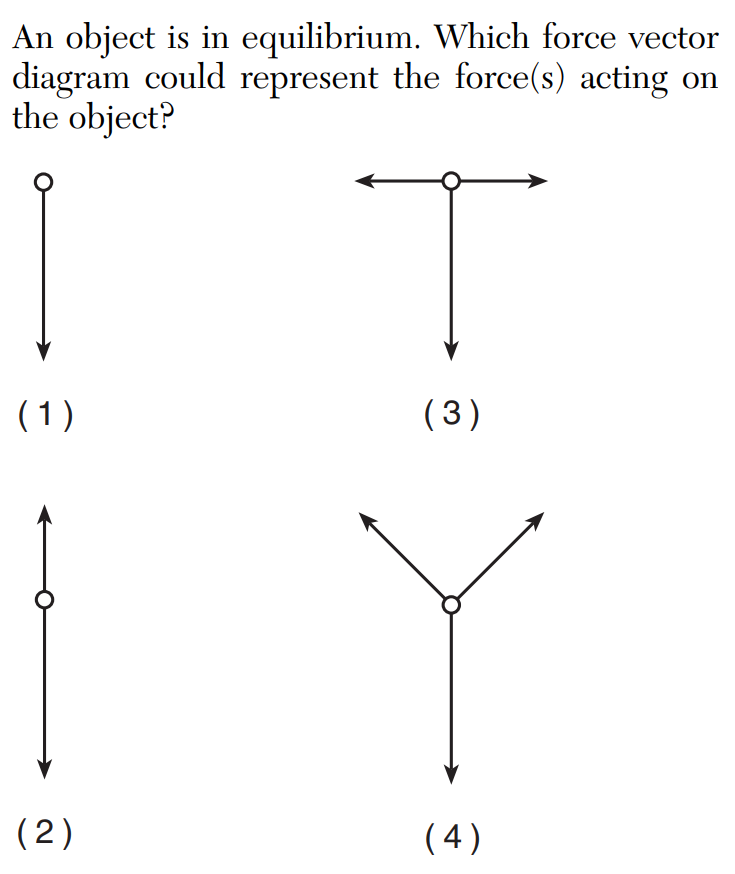 An object is in equilibrium. Which force vector
diagram could represent the force(s) acting on
the object?
(1)
(3)
(2)
(4)